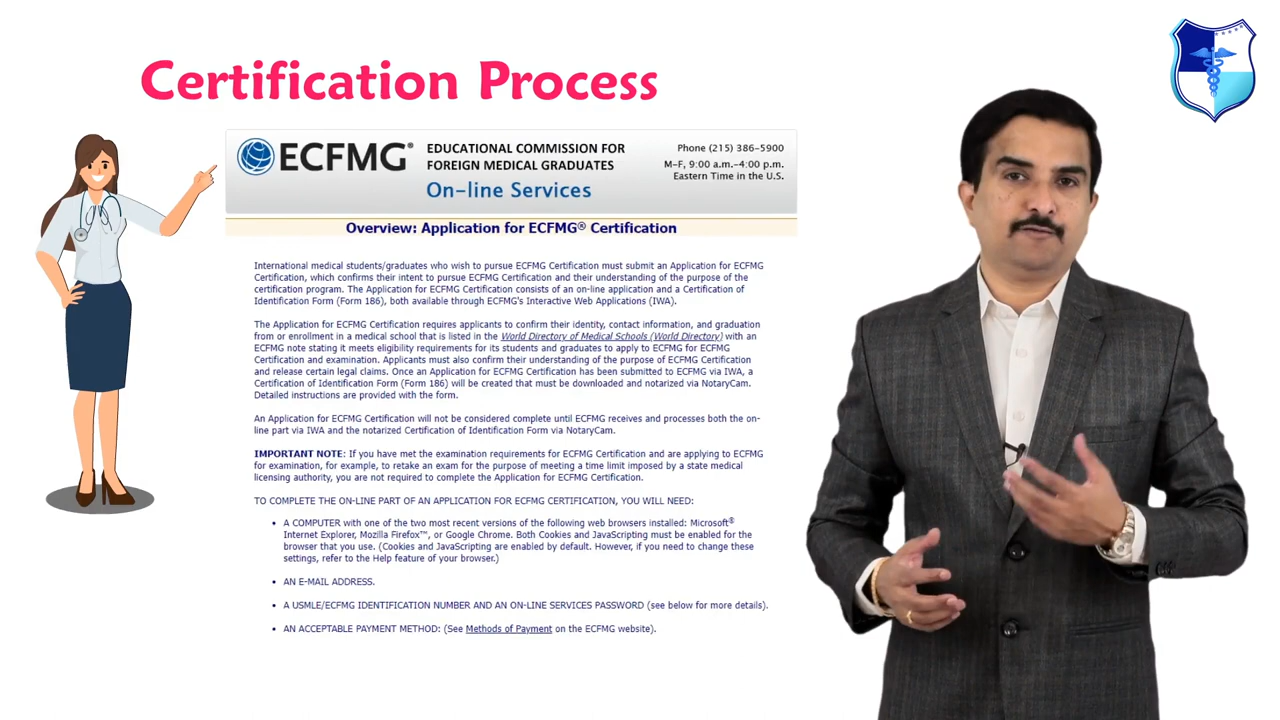 Certification Process
ECFMG®
EDUCATIONAL COMMISSION FOR
FOREIGN MEDICAL GRADUATES
On-line Services
Phone (215) 386-5900
M-F, 9:00 a.m.-4:00 p.m.
Eastern Time in the U.S.
Overview: Application for ECFMG® Certification
International medical students/graduates who wish to pursue ECFMG Certification must submit an Application for ECFMG
Certification, which confirms their intent to pursue ECFMG Certification and their understanding of the purpose of the
certification program. The Application for ECFMG Certification consists of an on-line application and a Certification of
Identification Form (Form 186), both available through ECFMG's Interactive Web Applications (IWA).
The Application for ECFMG Certification requires applicants to confirm their identity, contact information, and graduation
from or enrollment in a medical school that is listed in the World Directory of Medical Schools (World Directory) with an
ECFMG note stating it meets eligibility requirements for its students and graduates to apply to ECFMG for ECFMG
Certification and examination. Applicants must also confirm their understanding of the purpose of ECFMG Certification
and release certain legal claims. Once an Application for ECFMG Certification has been submitted to ECFMG via IWA, a
Certification of Identification Form (Form 186) will be created that must be downloaded and notarized via NotaryCam.
Detailed instructions are provided with the form.
An Application for ECFMG Certification will not be considered complete until ECFMG receives and processes both the on-
line part via IWA and the notarized Certification of Identification Form via NotaryCam.
IMPORTANT NOTE: If you have met the examination requirements for ECFMG Certification and are applying to ECFMG
for examination, for example, to retake an exam for the purpose of meeting a time limit imposed by a state medical
licensing authority, you are not required to complete the Application for ECFMG Certification.
TO COMPLETE THE ON-LINE PART OF AN APPLICATION FOR ECFMG CERTIFICATION, YOU WILL NEED:
• A COMPUTER with one of the two most recent versions of the following web browsers installed: Microsoft®
Internet Explorer, Mozilla Firefox™, or Google Chrome. Both Cookies and JavaScripting must be enabled for the
browser that you use. (Cookies and JavaScripting are enabled by default. However, if you need to change these
settings, refer to the Help feature of your browser.)
• AN E-MAIL ADDRESS.
• A USMLE/ECFMG IDENTIFICATION NUMBER AND AN ON-LINE SERVICES PASSWORD (see below for more details).
• AN ACCEPTABLE PAYMENT METHOD: (See Methods of Payment on the ECFMG website).